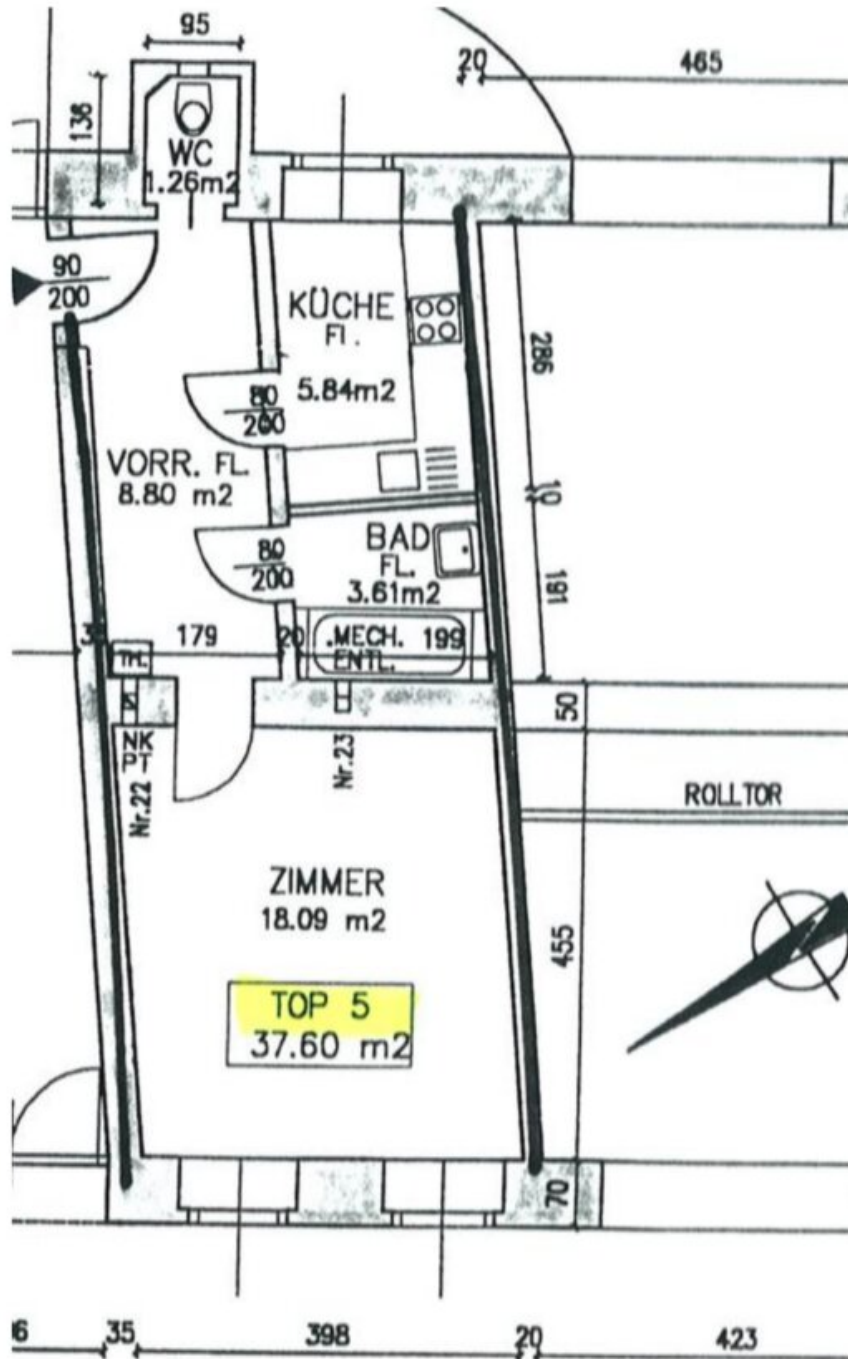 95
20
465
136
WC
1.26m2
90
200
KÜCHE
Fl.
5.84m2
286
80
200
VORR. FL.
8.80 m2
10
BAD
FL.
3.61m2
80
200
191
179
20
.MECH.
ENTL.
199
TH.
50
NK
PT
Nr.22
Nr.23
ROLLTOR
ZIMMER
18.09 m2
455
TOP 5
37.60 m2
70
35
398
20
423